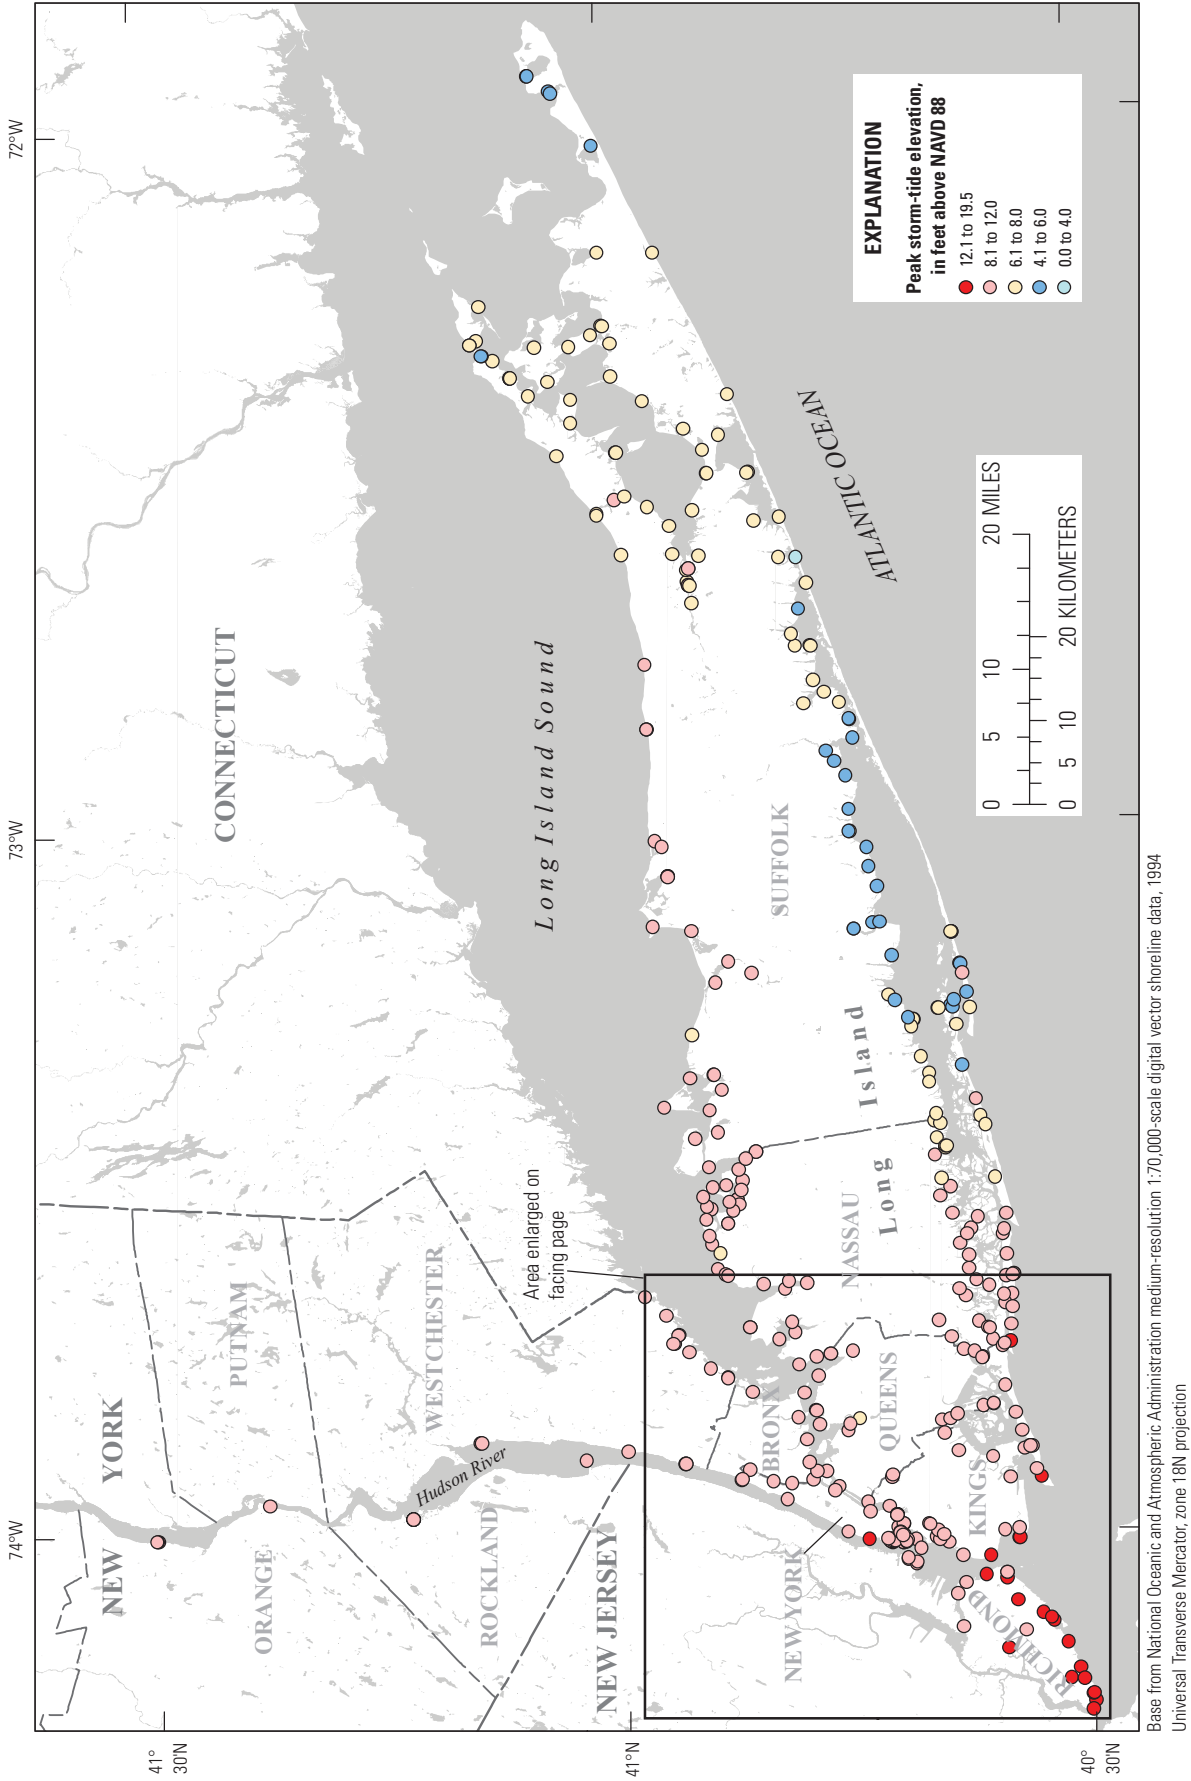 72°W
73°W
74°W
41°
30'N
41°N
40°
30'N
CONNECTICUT
Long Island Sound
ATLANTIC OCEAN
SUFFOLK
Long Island
NASSAU
QUEENS
KINGS
BRONX
NEW YORK
RICHMOND
NEW YORK
PUTNAM
WESTCHESTER
ORANGE
ROCKLAND
NEW JERSEY
Hudson River
Area enlarged on
facing page
EXPLANATION
Peak storm-tide elevation,
in feet above NAVD 88
12.1 to 19.5
8.1 to 12.0
6.1 to 8.0
4.1 to 6.0
0.0 to 4.0
0 5 10 20 MILES
0 5 10 20 KILOMETERS
Base from National Oceanic and Atmospheric Administration medium-resolution 1:70,000-scale digital vector shoreline data, 1994
Universal Transverse Mercator, zone 18N projection